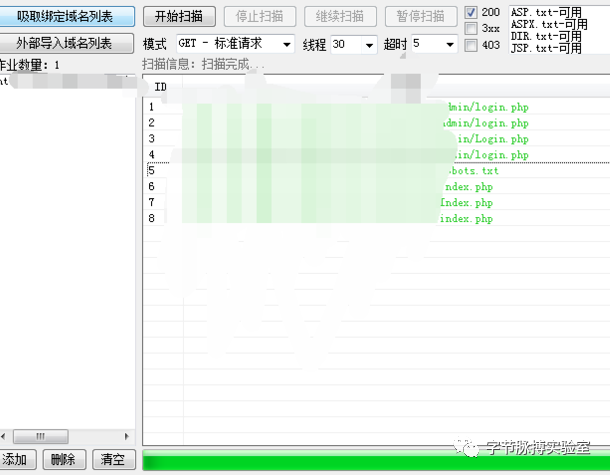 吸取绑定域名列表 开始扫描 停止扫描 继续扫描 暂停扫描 200 ASP.txt-可用
3xx ASPX.txt-可用
外部导入域名列表 模式 GET - 标准请求 线程 30 超时 5 403 DIR.txt-可用
JSP.txt-可用
作业数量: 1 扫描信息: 扫描完成...
ID
1 dmin/login.php
2 dmin/login.php
3 in/Login.php
4 min/login.php
5 bots.txt
6 index.php
7 Index.php
8 index.php
添加 删除 清空
字节脉搏实验室